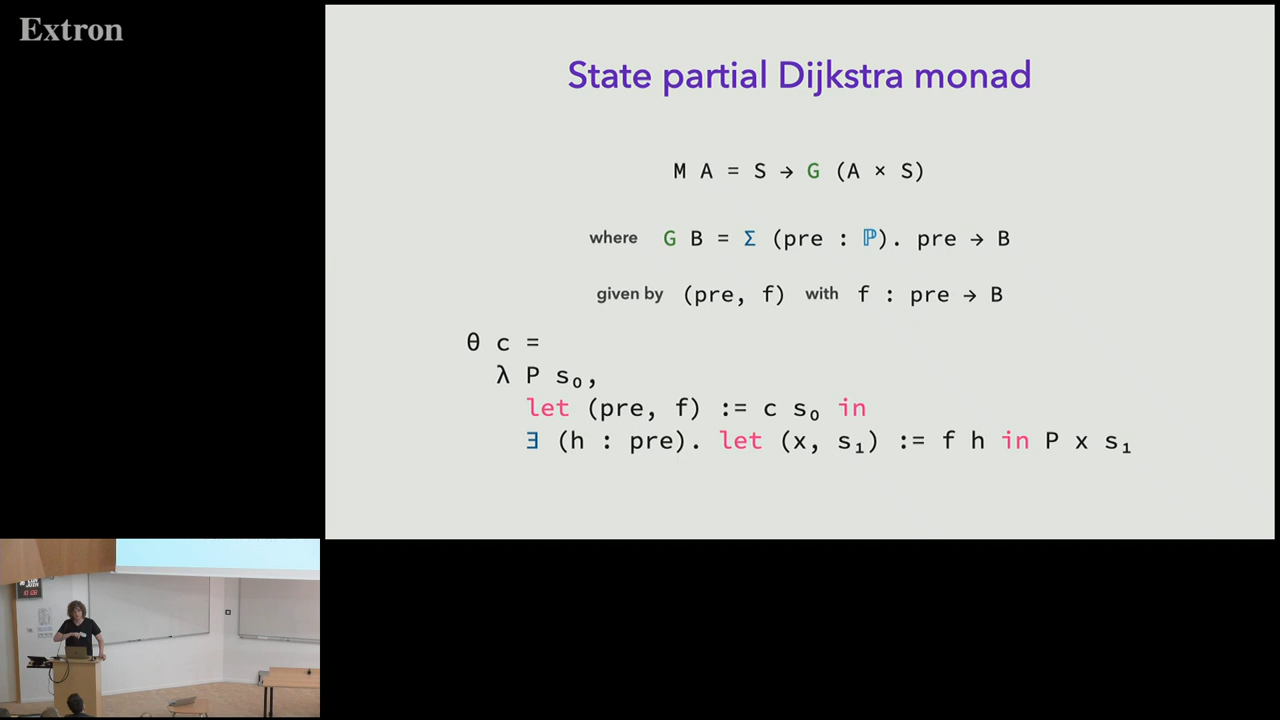 Extron
State partial Dijkstra monad
M A = S → G (A × S)
where G B = Σ (pre : ℙ). pre → B
given by (pre, f) with f : pre → B
θ c =
λ P s₀,
let (pre, f) := c s₀ in
∃ (h : pre). let (x, s₁) := f h in P x s₁